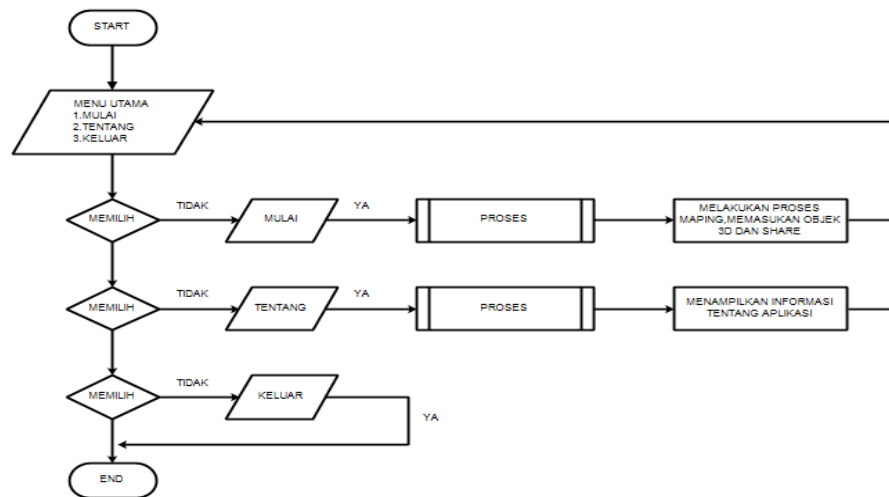 START
MENU UTAMA
1.MULAI
2.TENTANG
3.KELUAR
MEMILIH
TIDAK
MULAI
YA
PROSES
MELAKUKAN PROSES
MAPING,MEMASUKAN OBJEK
3D DAN SHARE
MEMILIH
TIDAK
TENTANG
YA
PROSES
MENAMPILKAN INFORMASI
TENTANG APLIKASI
MEMILIH
TIDAK
KELUAR
YA
END